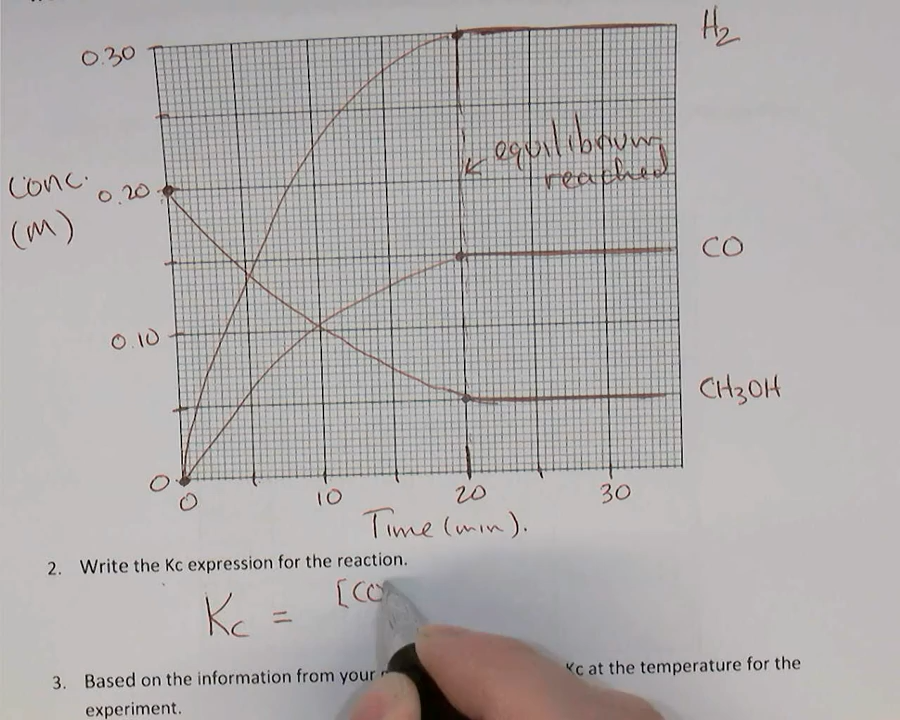 0.30
H₂
equilibrium
reached
Conc.
(M)
0.20
CO
0.10
CH3OH
0
0 10 20 30
Time (min).
2. Write the Kc expression for the reaction.
Kc = [CO
3. Based on the information from your Kc at the temperature for the
experiment.